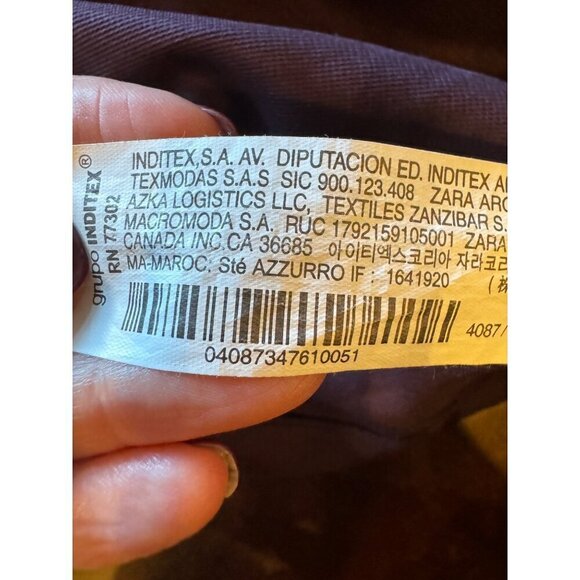 grupo INDITEX®
RN 77302
INDITEX,S.A. AV. DIPUTACION ED. INDITEX
TEXMODAS S.A.S SIC 900.123.408 ZARA
AZKA LOGISTICS LLC, TEXTILES ZANZIBAR S.
MACROMODA S.A. RUC 1792159105001 ZARA
CANADA INC.CA 36685 아이티엑스코리아 자라코리
MA-MAROC: Sté AZZURRO IF : 1641920 (株
4087/
04087347610051